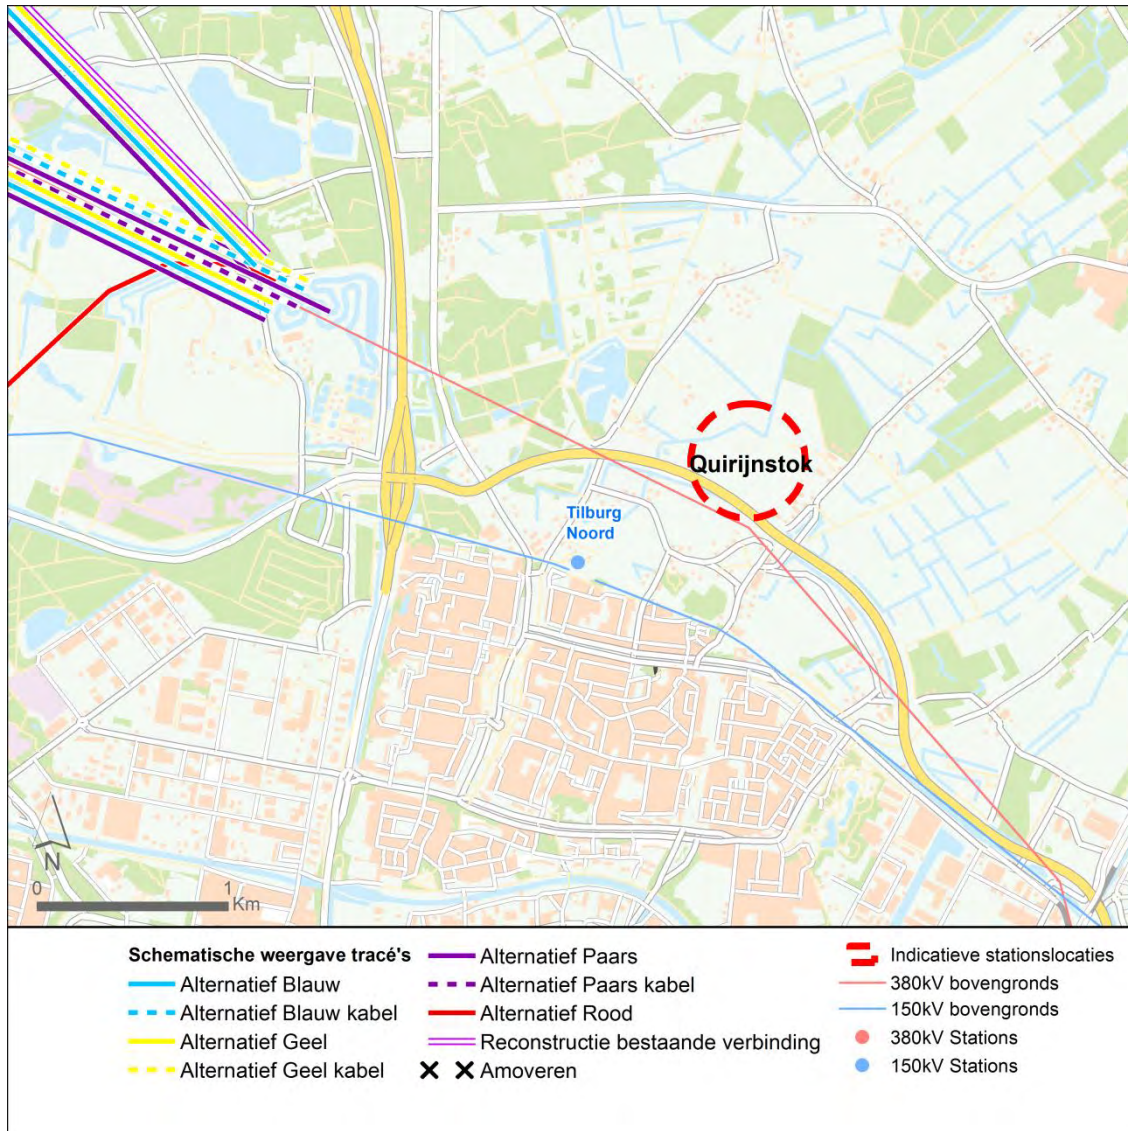 Quirijnstok
Tilburg
Noord
N
0 1
Km
Schematische weergave tracé's
Alternatief Blauw
Alternatief Blauw kabel
Alternatief Geel
Alternatief Geel kabel
Alternatief Paars
Alternatief Paars kabel
Alternatief Rood
Reconstructie bestaande verbinding
Amoveren
Indicatieve stationslocaties
380kV bovengronds
150kV bovengronds
380kV Stations
150kV Stations